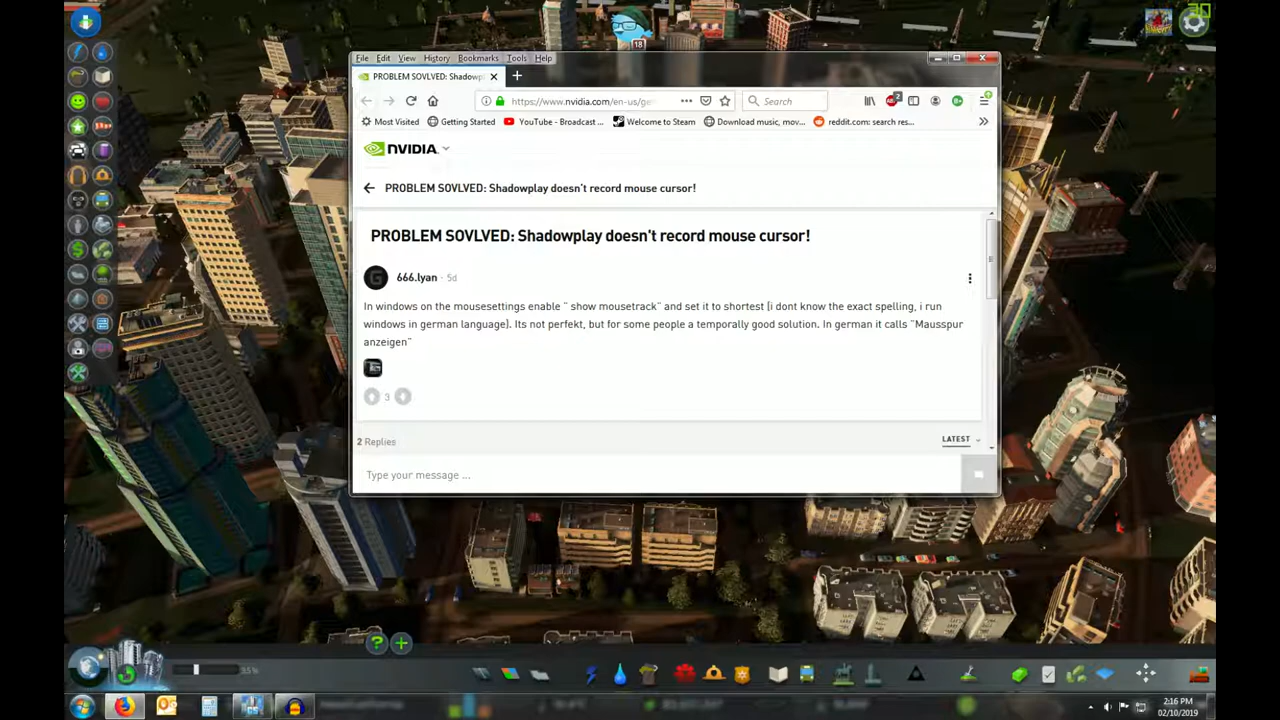 30
18
File Edit View History Bookmarks Tools Help
PROBLEM SOVLVED: Shadowpl
https://www.nvidia.com/en-us/ge
Search
2
Most Visited Getting Started YouTube - Broadcast ... Welcome to Steam Download music, mov... reddit.com: search res...
NVIDIA
PROBLEM SOVLVED: Shadowplay doesn't record mouse cursor!
PROBLEM SOVLVED: Shadowplay doesn't record mouse cursor!
666.lyan · 5d
In windows on the mousesettings enable " show mousetrack" and set it to shortest (i dont know the exact spelling, i run
windows in german language). Its not perfekt, but for some people a temporally good solution. In german it calls "Mausspur
anzeigen"
3
2 Replies
LATEST
Type your message ...
? +
2:16 PM
02/10/2019